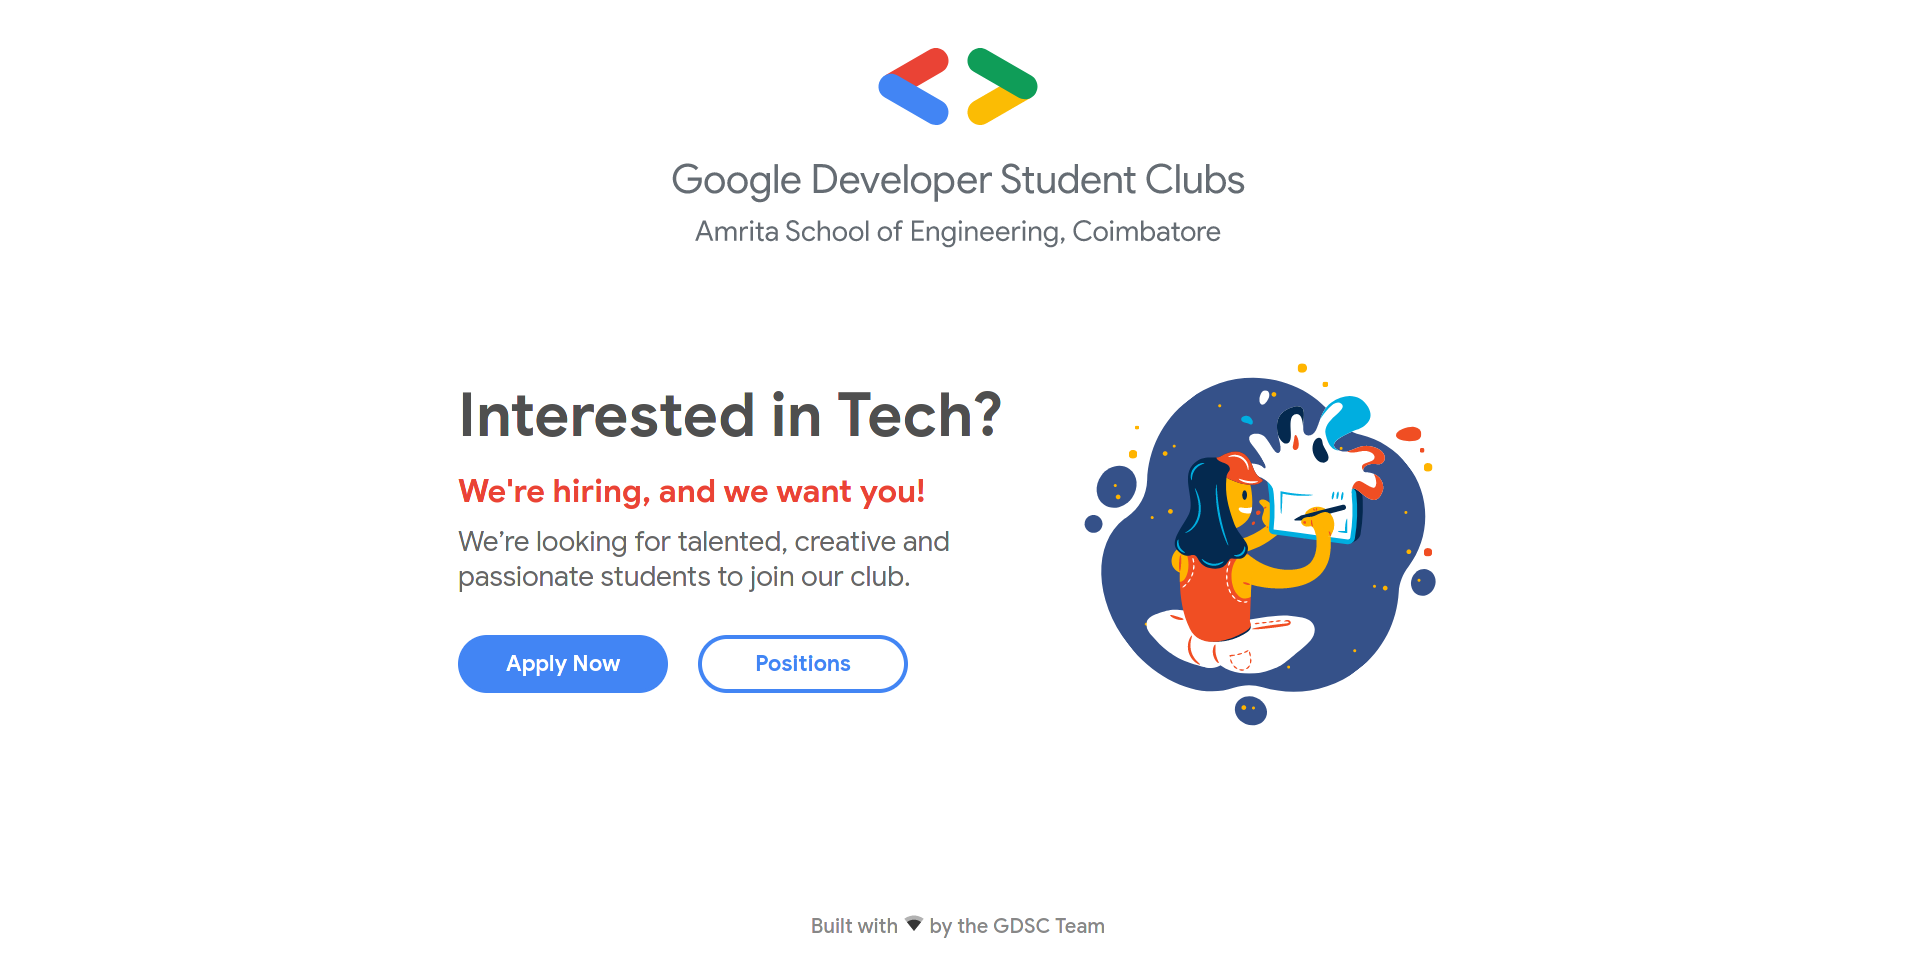 Google Developer Student Clubs
Amrita School of Engineering, Coimbatore
Interested in Tech?
We're hiring, and we want you!
We’re looking for talented, creative and
passionate students to join our club.
Apply Now
Positions
Built with by the GDSC Team